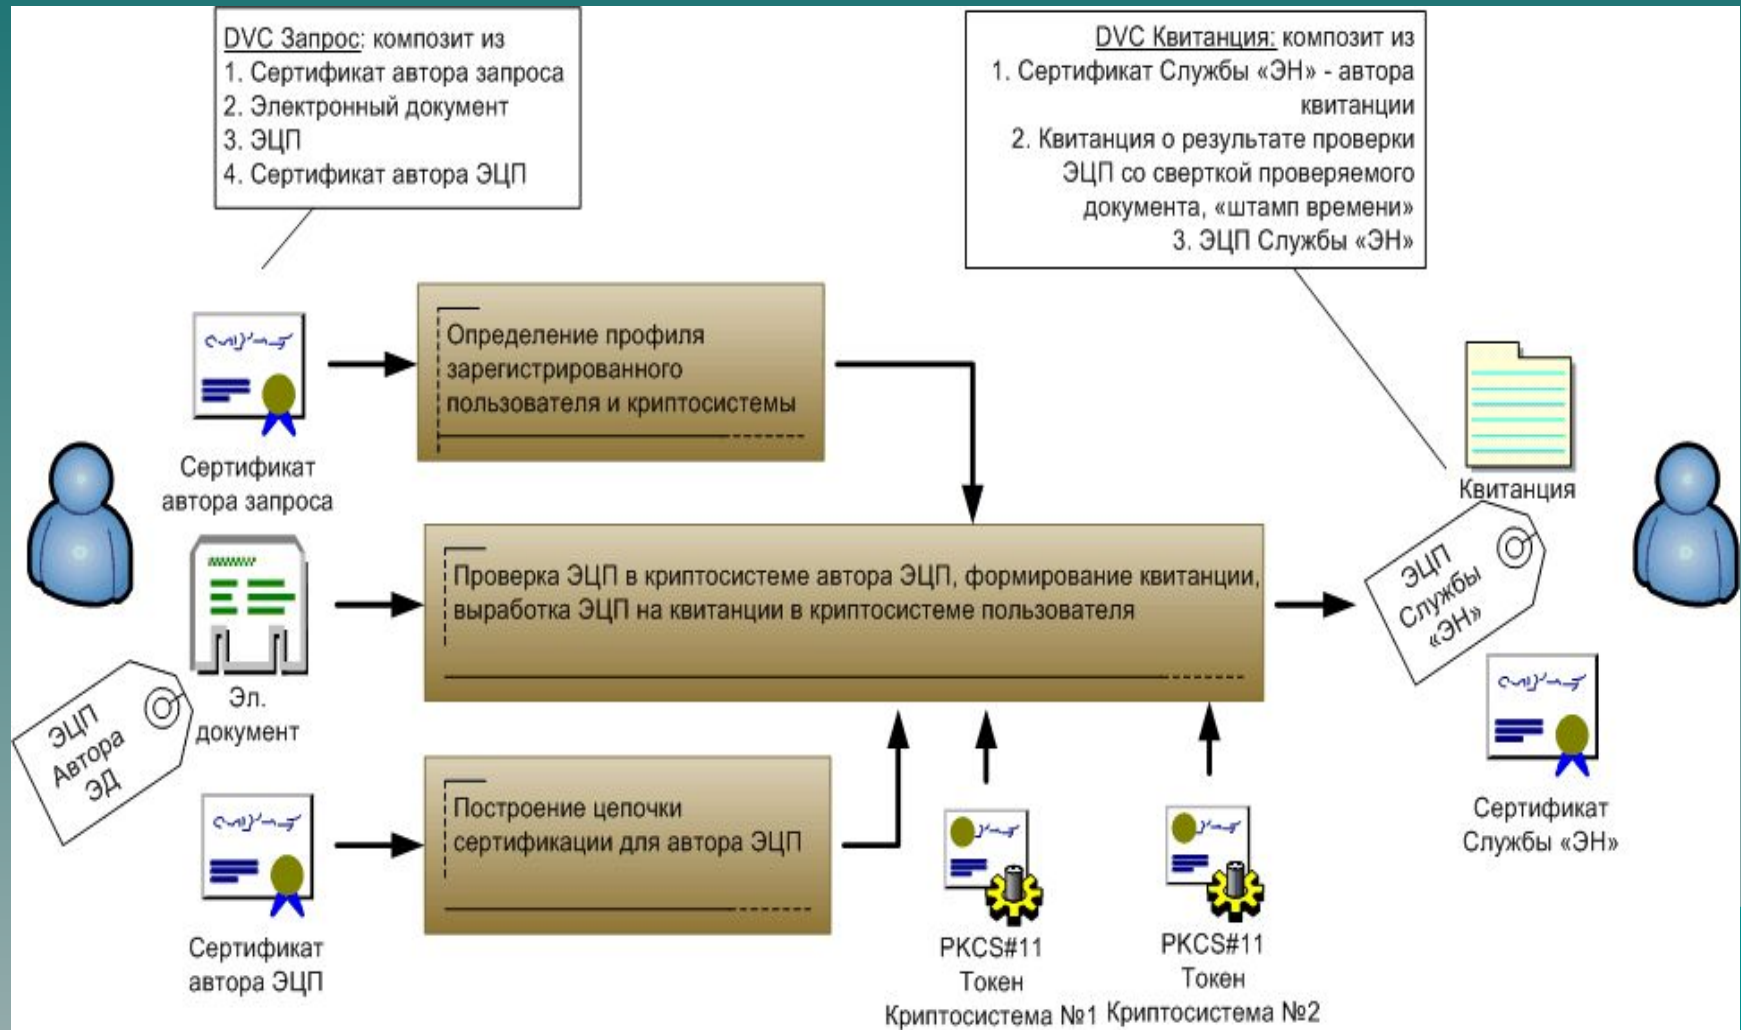 DVC Запрос: композит из
1. Сертификат автора запроса
2. Электронный документ
3. ЭЦП
4. Сертификат автора ЭЦП
DVC Квитанция: композит из
1. Сертификат Службы «ЭН» - автора
квитанции
2. Квитанция о результате проверки
ЭЦП со сверткой проверяемого
документа, «штамп времени»
3. ЭЦП Службы «ЭН»
Определение профиля
зарегистрированного
пользователя и криптосистемы
Сертификат
автора запроса
Квитанция
Проверка ЭЦП в криптосистеме автора ЭЦП, формирование квитанции,
выработка ЭЦП на квитанции в криптосистеме пользователя
ЭЦП
Службы
«ЭН»
Эл.
документ
ЭЦП
Автора
ЭД
Построение цепочки
сертификации для автора ЭЦП
Сертификат
Службы «ЭН»
Сертификат
автора ЭЦП
PKCS#11
Токен
Криптосистема №1
PKCS#11
Токен
Криптосистема №2